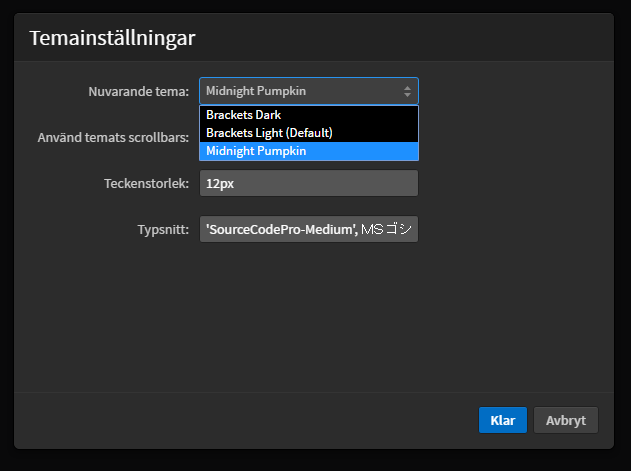 Temainställningar
Nuvarande tema: Midnight Pumpkin
Brackets Dark
Använd temats scrollbars: Brackets Light (Default)
Midnight Pumpkin
Teckenstorlek: 12px
Typsnitt: 'SourceCodePro-Medium', ＭＳ ゴシ
Klar Avbryt